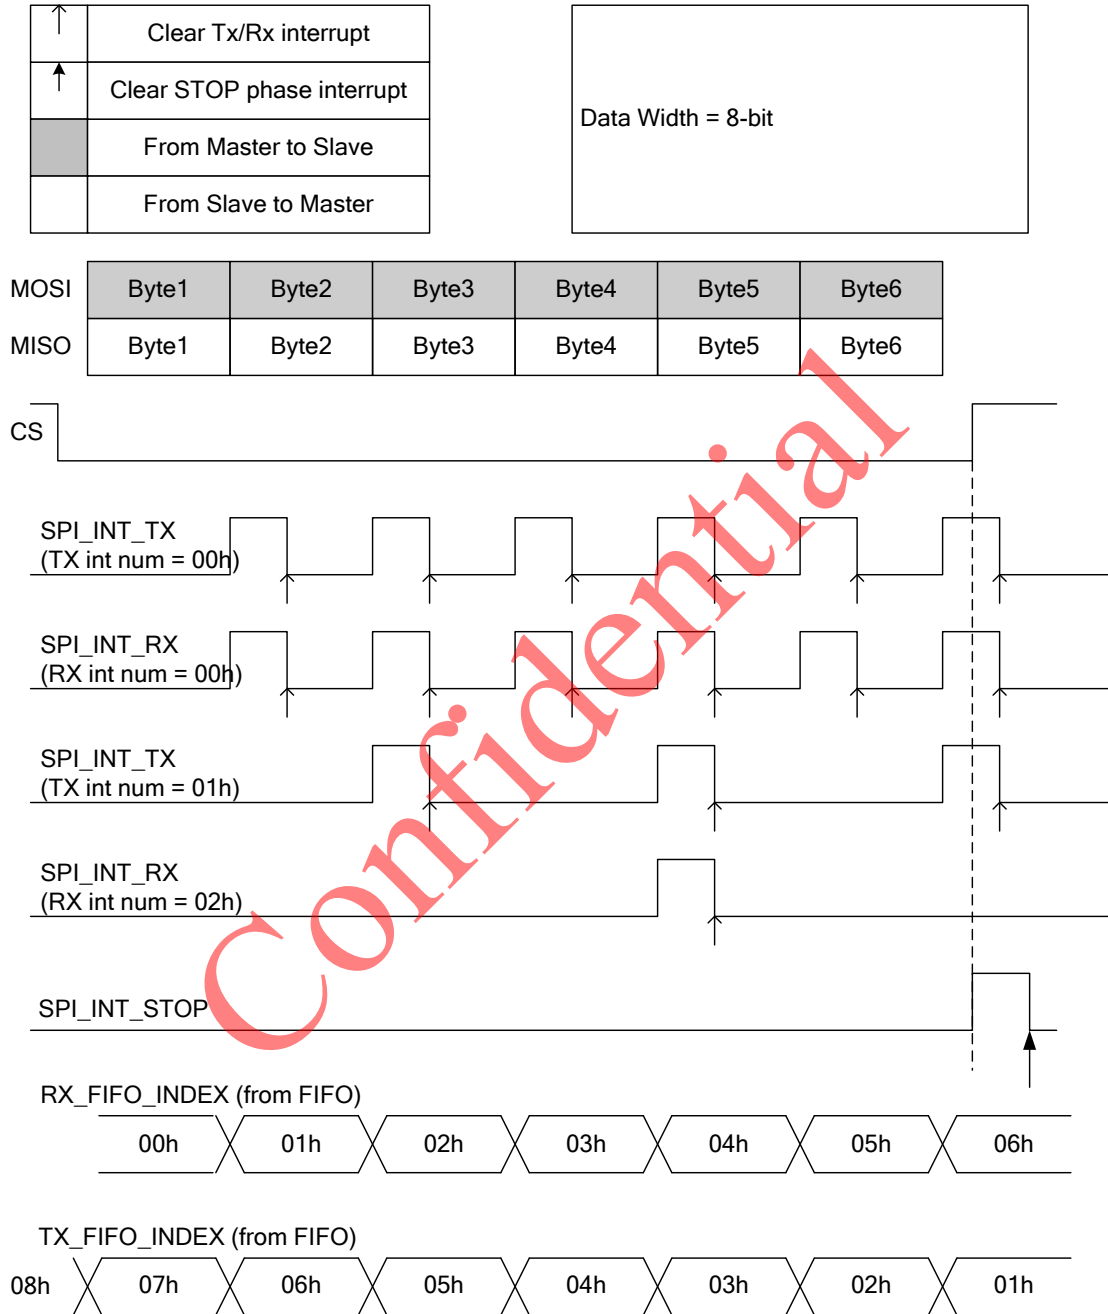 Clear Tx/Rx interrupt
Clear STOP phase interrupt
From Master to Slave
From Slave to Master
Data Width = 8-bit
MOSI Byte1 Byte2 Byte3 Byte4 Byte5 Byte6
MISO Byte1 Byte2 Byte3 Byte4 Byte5 Byte6
CS
SPI_INT_TX
(TX int num = 00h)
SPI_INT_RX
(RX int num = 00h)
SPI_INT_TX
(TX int num = 01h)
SPI_INT_RX
(RX int num = 02h)
SPI_INT_STOP
RX_FIFO_INDEX (from FIFO)
00h 01h 02h 03h 04h 05h 06h
TX_FIFO_INDEX (from FIFO)
08h 07h 06h 05h 04h 03h 02h 01h
Confidential